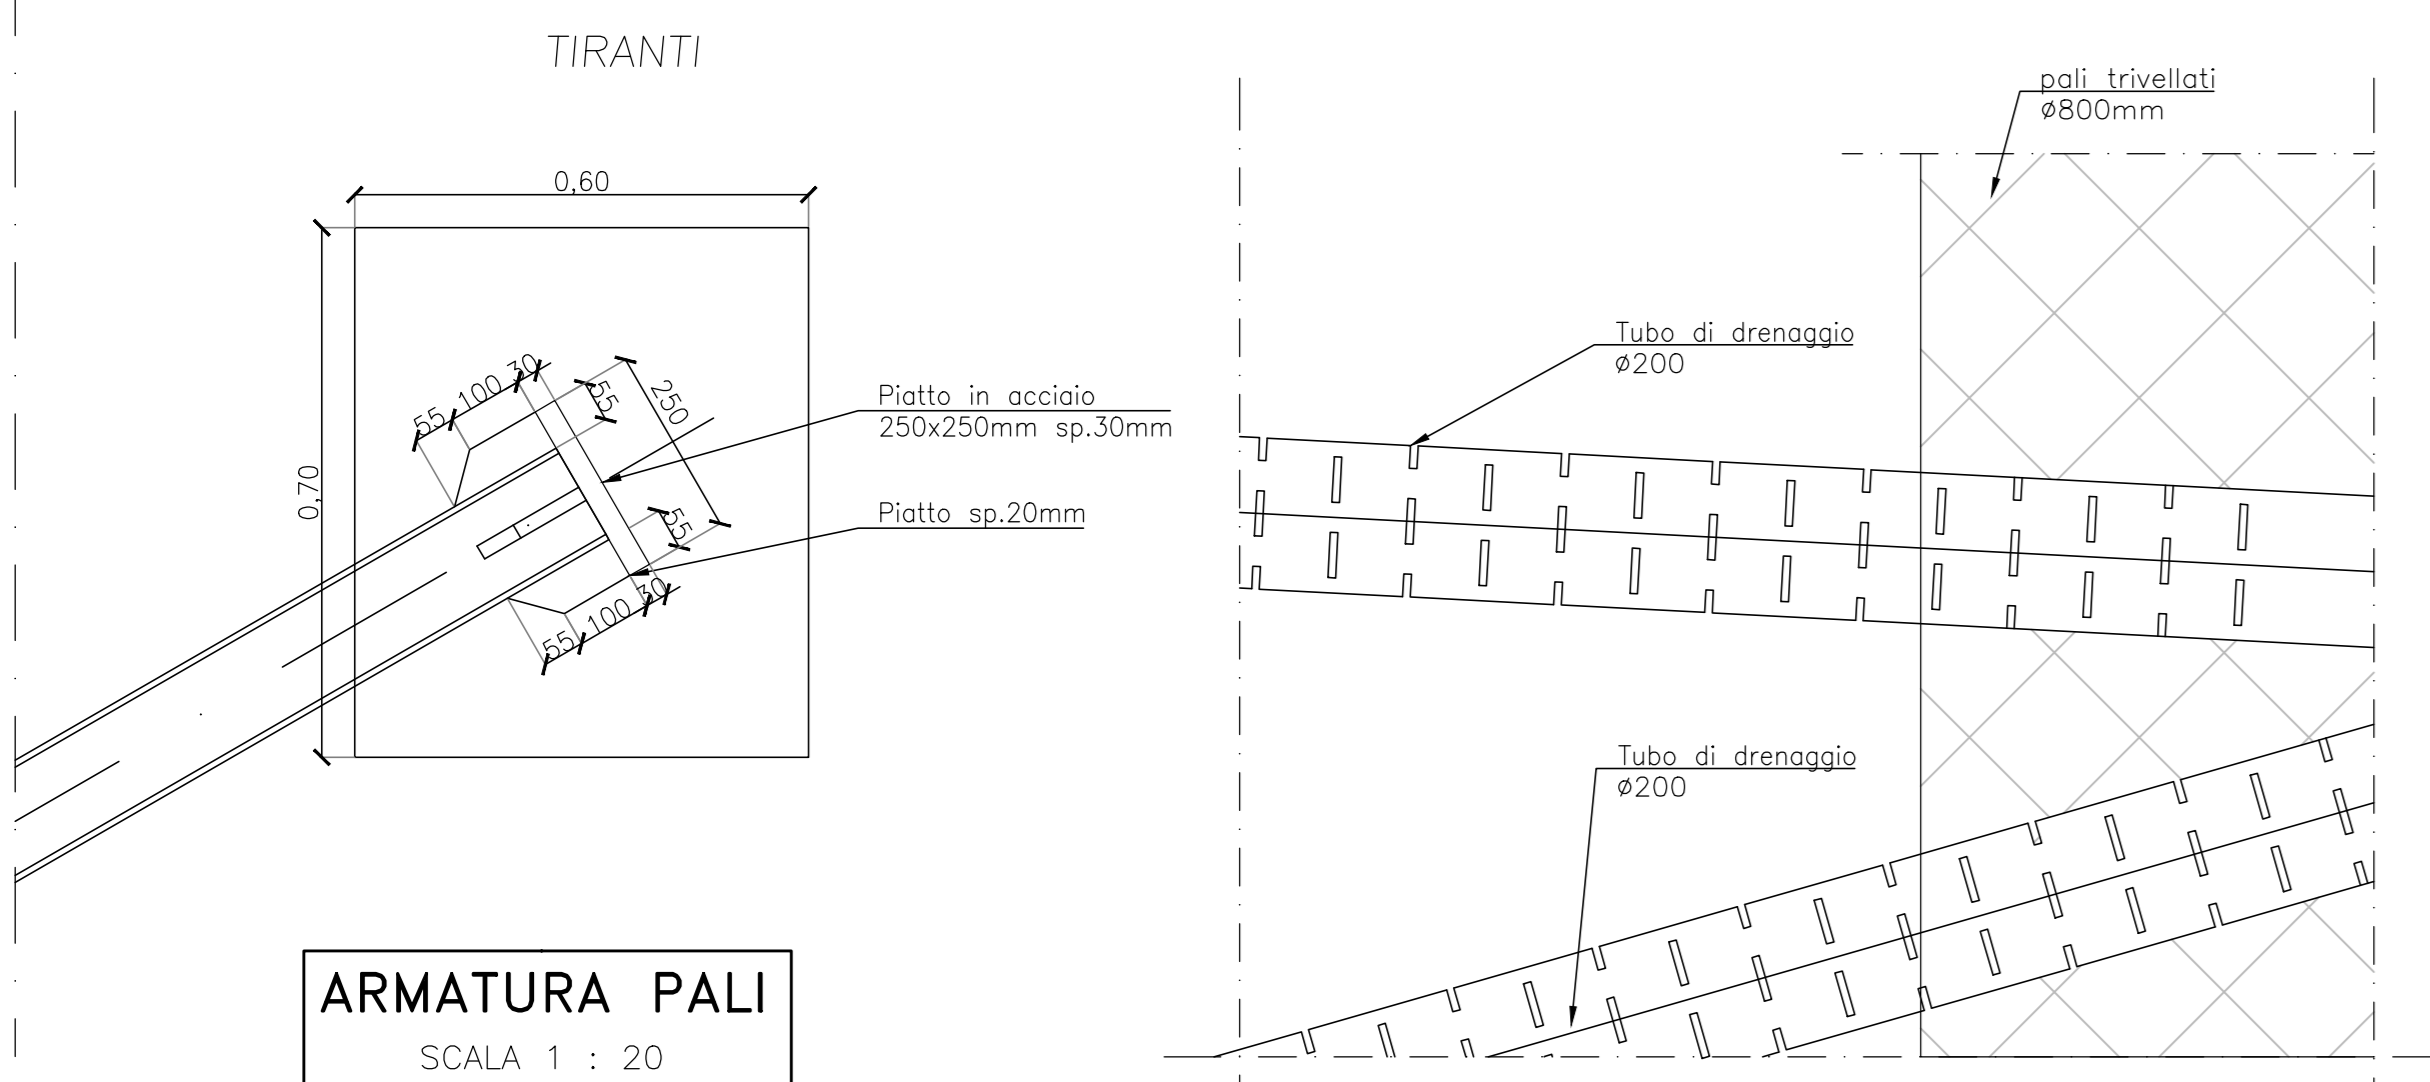 TIRANTI
0,60
0,70
55 100 30
55
250
55
55 100 30
Piatto in acciaio
250x250mm sp.30mm
Piatto sp.20mm
ARMATURA PALI
SCALA 1 : 20
pali trivellati
ø800mm
Tubo di drenaggio
ø200
Tubo di drenaggio
ø200